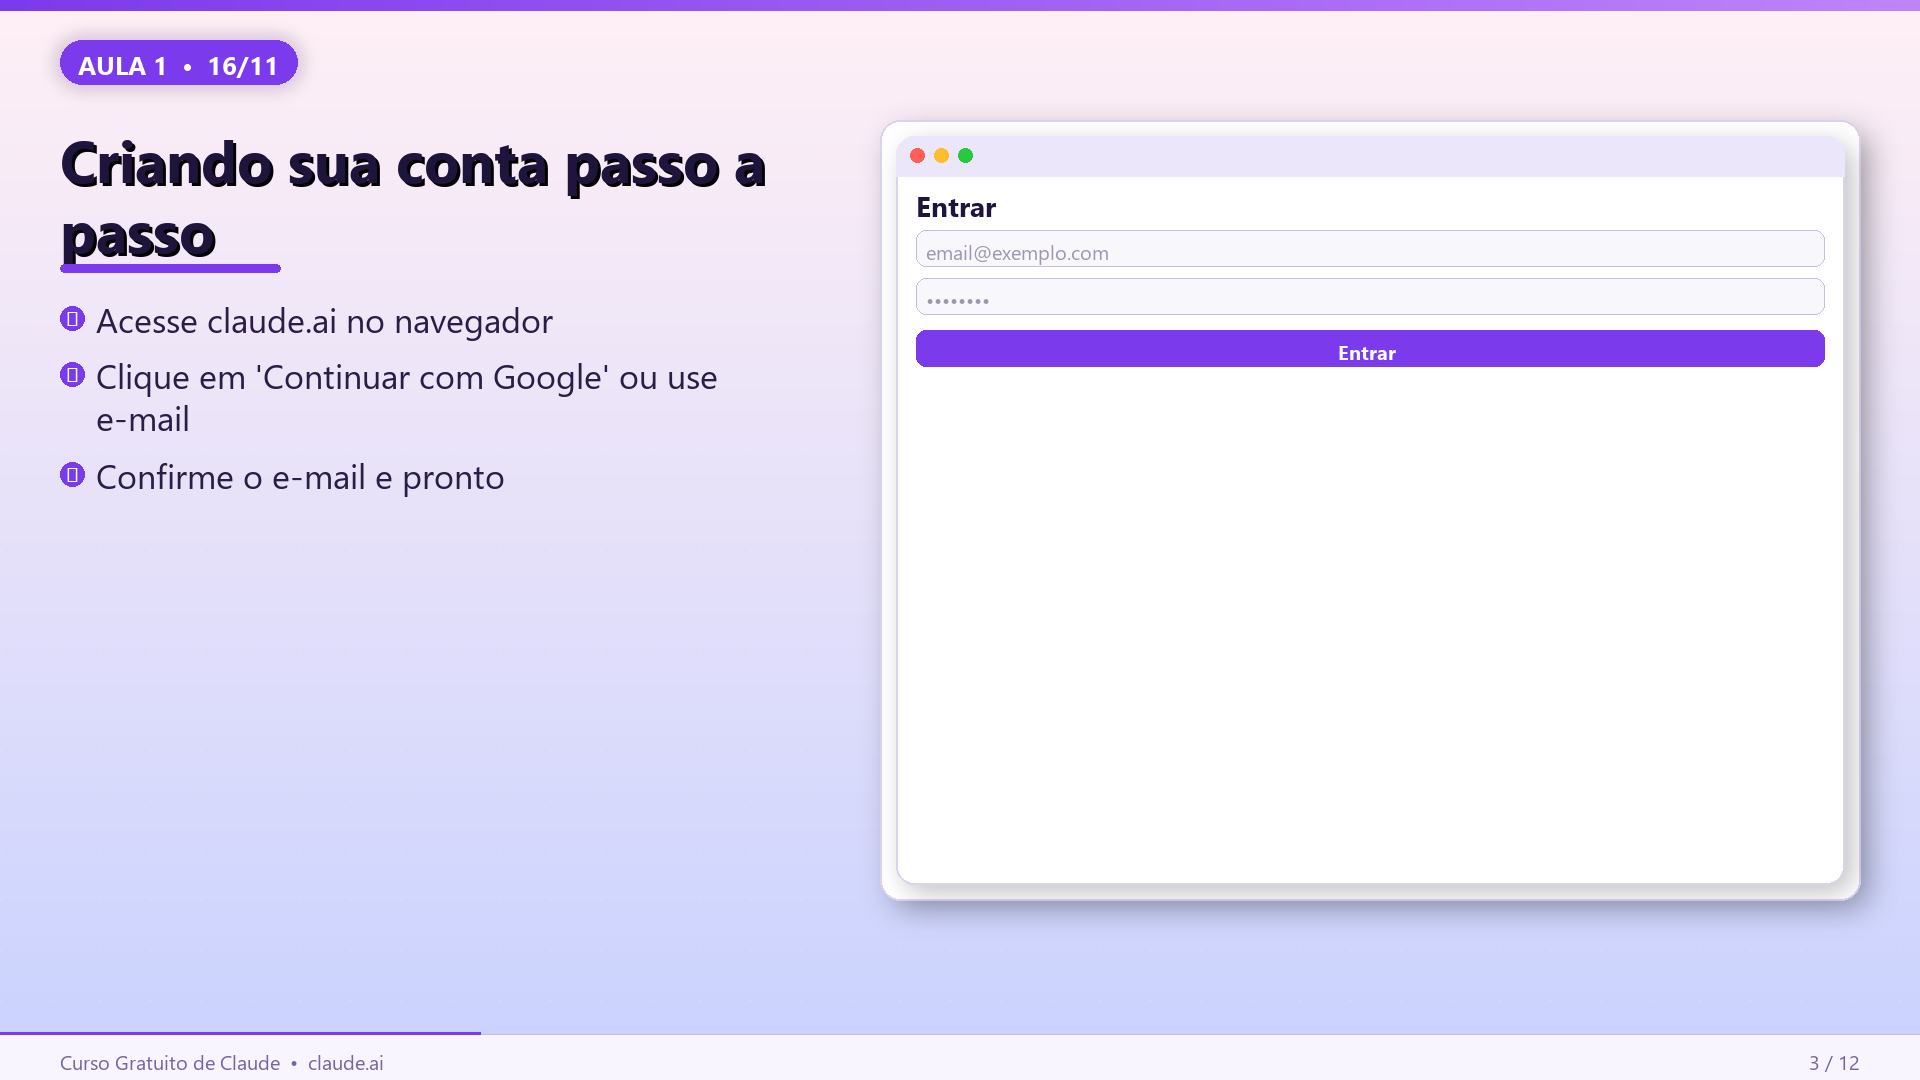 AULA 1 • 16/11
Criando sua conta passo a
passo
Acesse claude.ai no navegador
Clique em 'Continuar com Google' ou use
e-mail
Confirme o e-mail e pronto
Entrar
email@exemplo.com
••••••••
Entrar
Curso Gratuito de Claude • claude.ai
3 / 12